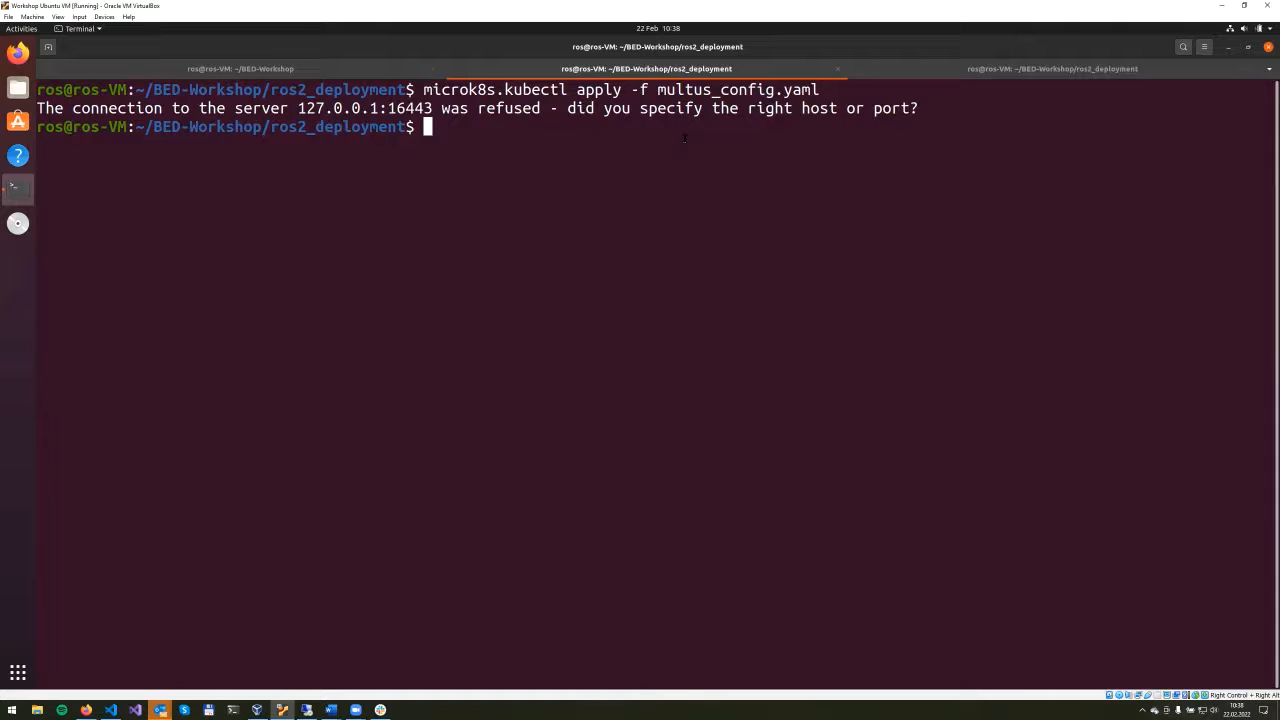 Workshop Ubuntu VM [Running] - Oracle VM VirtualBox
File Machine View Input Devices Help
Activities Terminal 22 Feb 10:38
ros@ros-VM: ~/BED-Workshop/ros2_deployment
ros@ros-VM: ~/BED-Workshop ros@ros-VM: ~/BED-Workshop/ros2_deployment ros@ros-VM: ~/BED-Workshop/ros2_deployment
ros@ros-VM:~/BED-Workshop/ros2_deployment$ microk8s.kubectl apply -f multus_config.yaml
The connection to the server 127.0.0.1:16443 was refused - did you specify the right host or port?
ros@ros-VM:~/BED-Workshop/ros2_deployment$
Right Control + Right Alt
10:38
22.02.2022